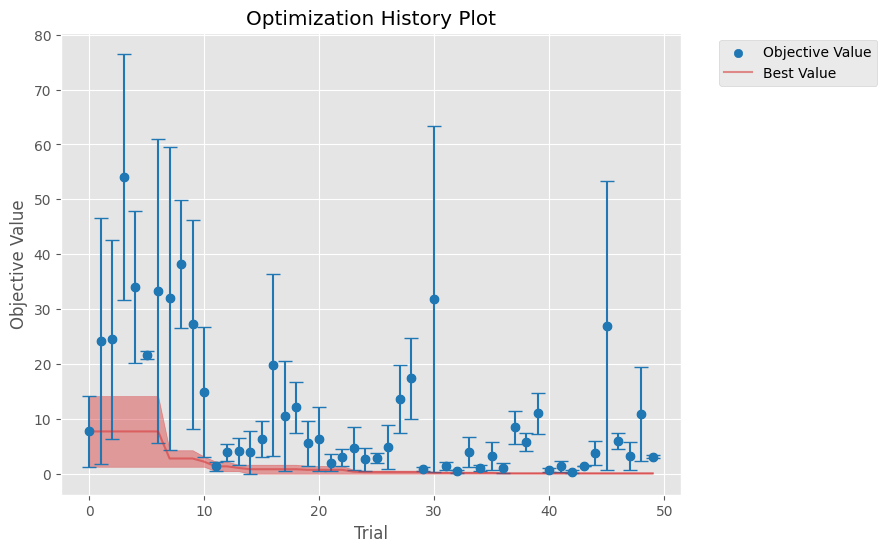 Optimization History Plot
Objective Value
Best Value
Objective Value
80
70
60
50
40
30
20
10
0
0 10 20 30 40 50
Trial